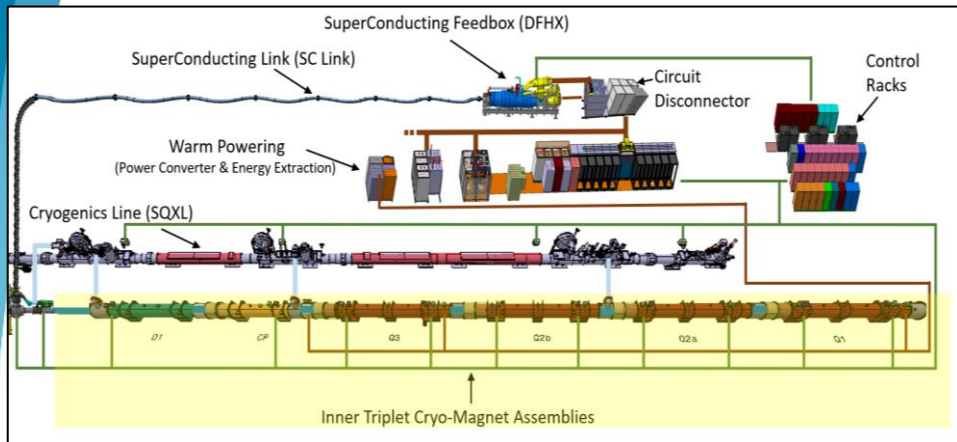 SuperConducting Feedbox (DFHX)
SuperConducting Link (SC Link)
Circuit
Disconnector
Control
Racks
Warm Powering
(Power Converter & Energy Extraction)
Cryogenics Line (SQXL)
D1
CP
Q3
Q2b
Q2a
Q1
Inner Triplet Cryo-Magnet Assemblies